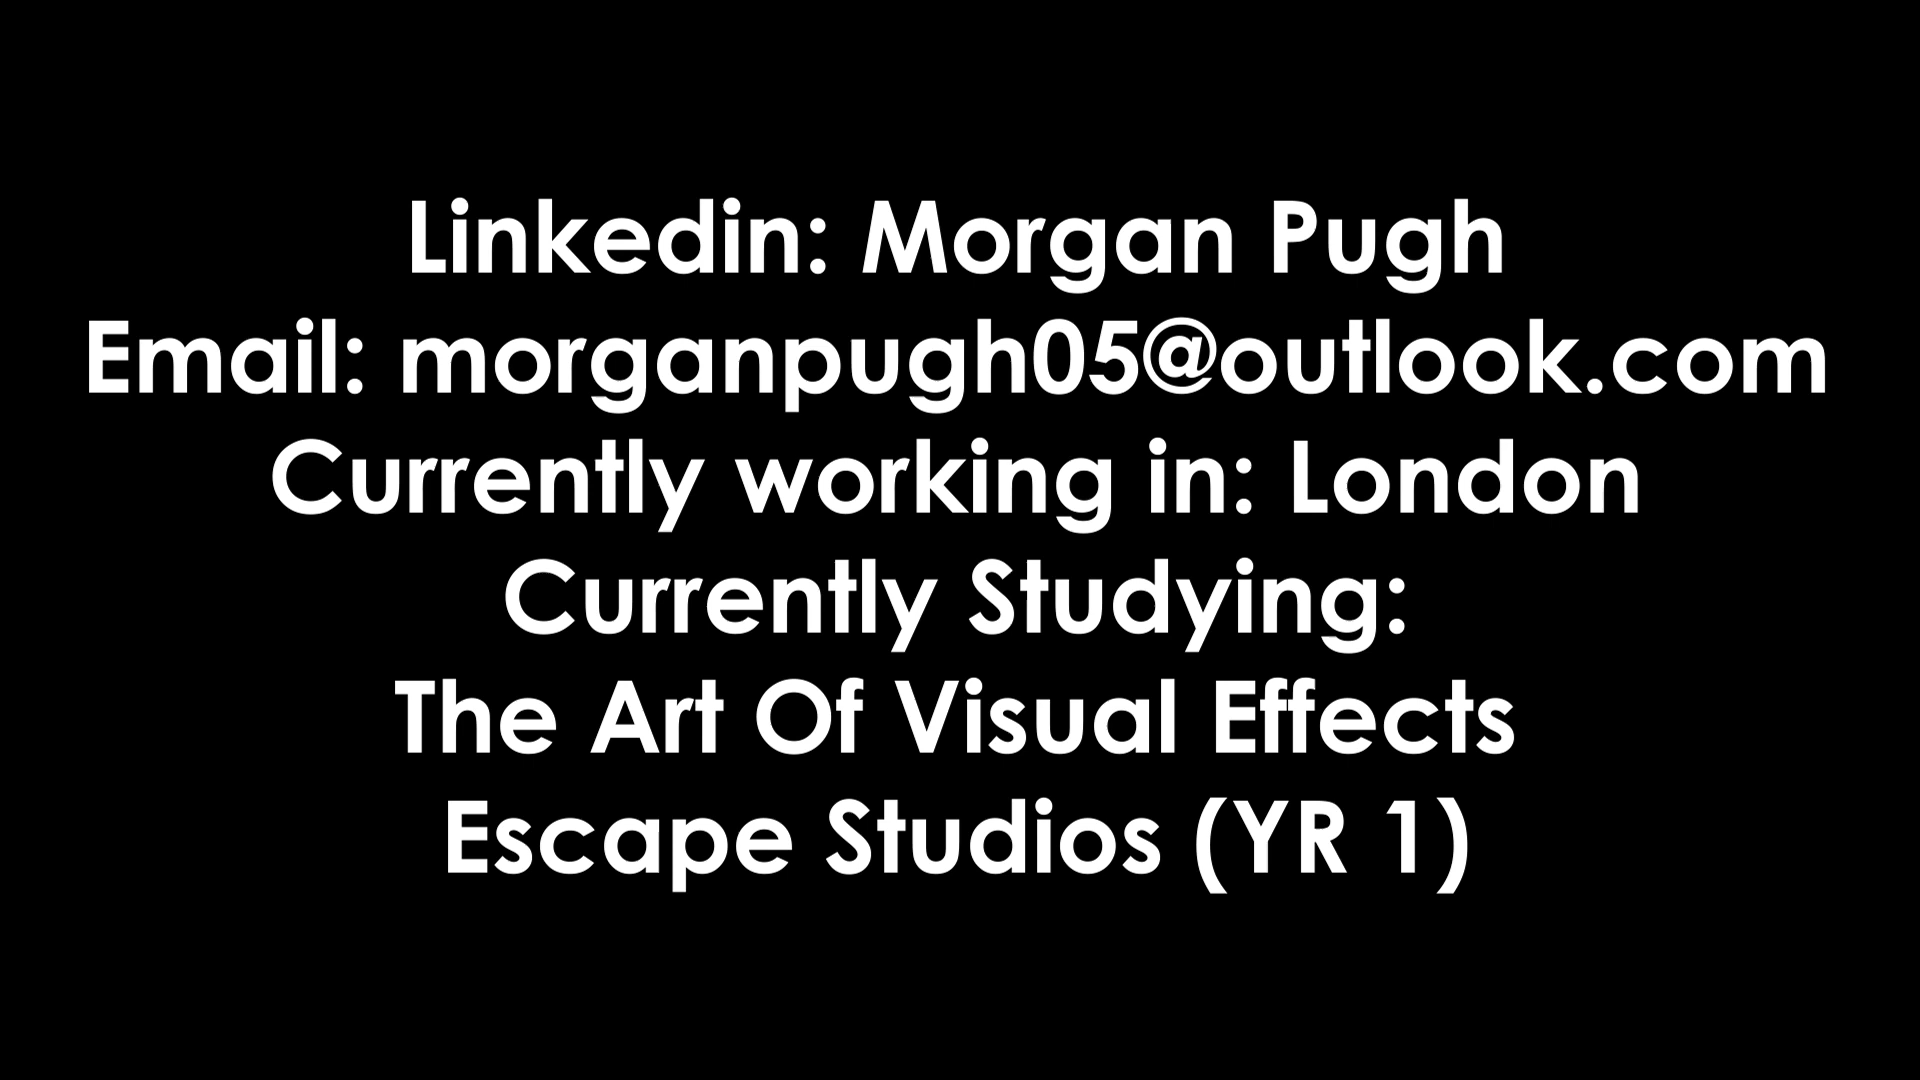 Linkedin: Morgan Pugh
Email: morganpugh05@outlook.com
Currently working in: London
Currently Studying:
The Art Of Visual Effects
Escape Studios (YR 1)